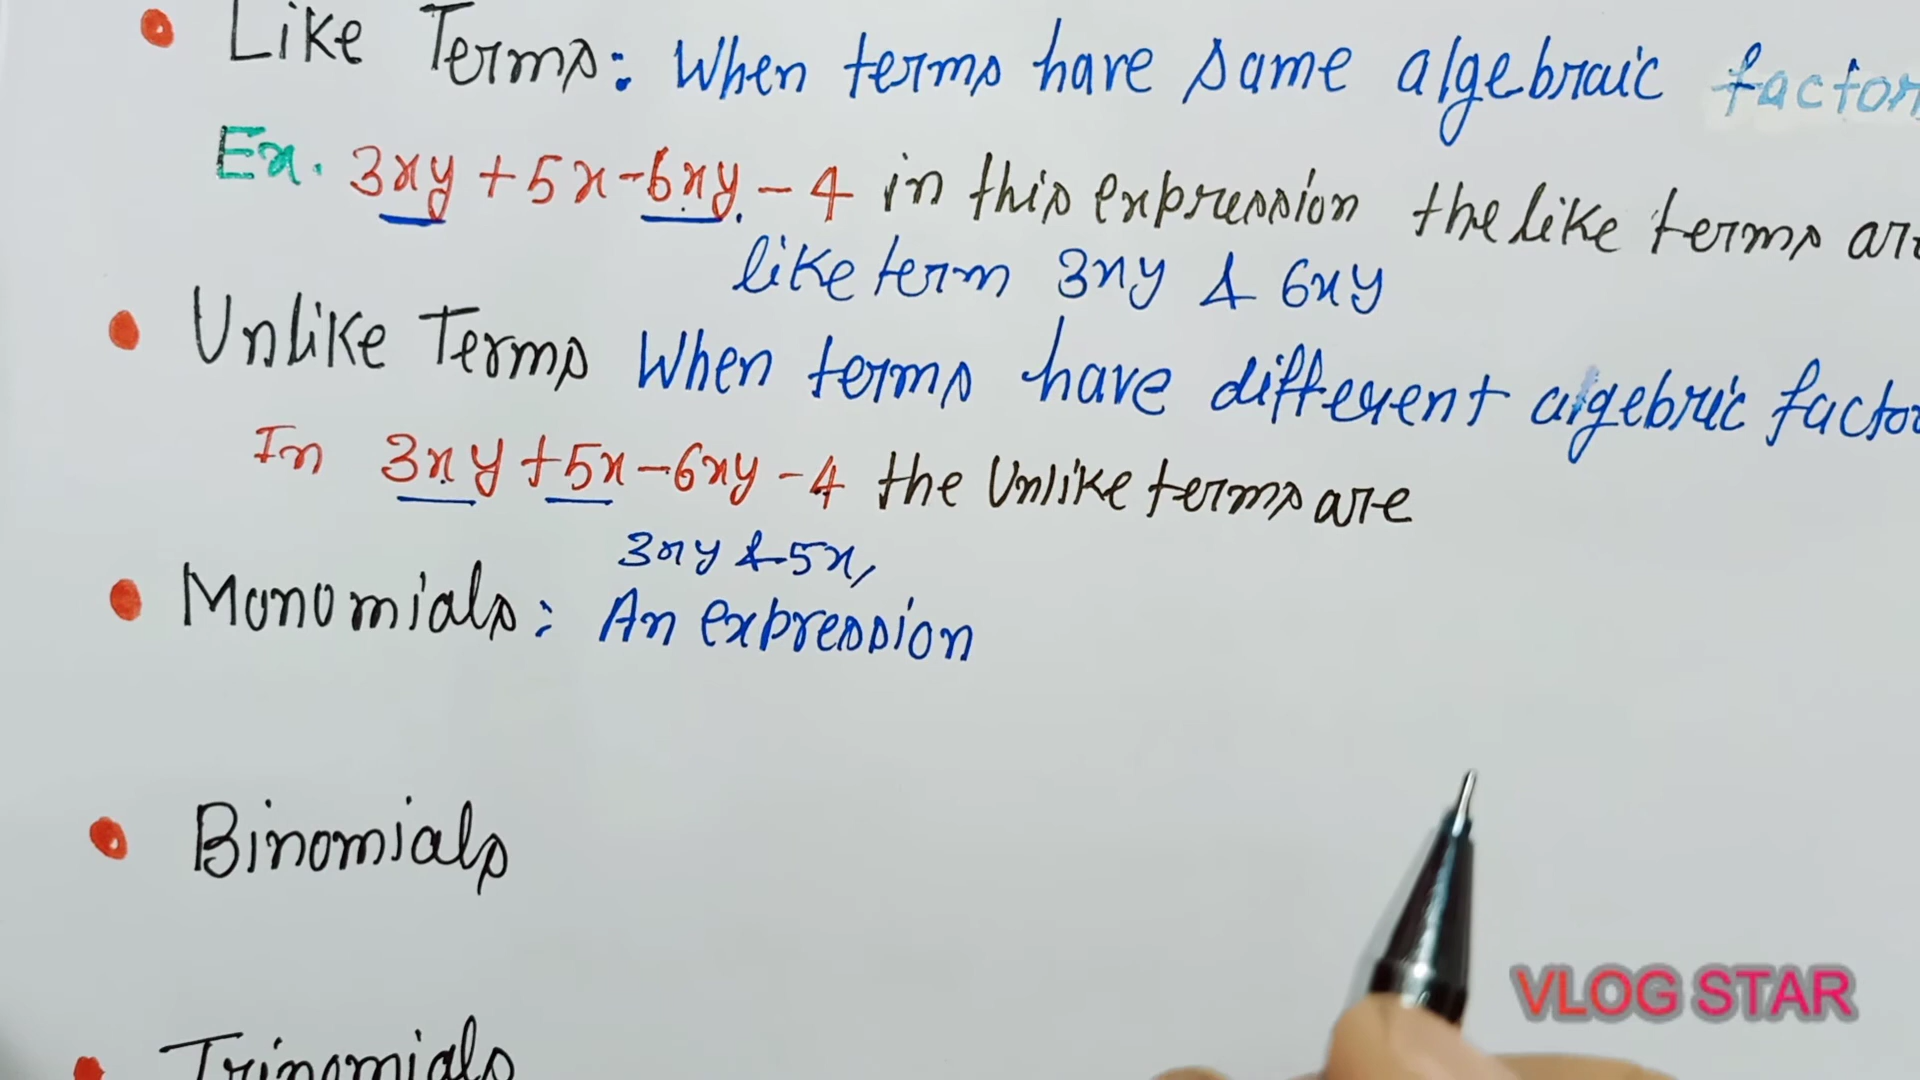 Like Terms: When terms have same algebraic factor
Ex. 3xy + 5x - 6xy - 4 in this expression the like terms are
like term 3xy & 6xy
Unlike Terms When terms have different algebric factor
In 3xy + 5x - 6xy - 4 the Unlike terms are
3xy & 5x,
Monomials: An expression
Binomials
Trinomials
VLOG STAR